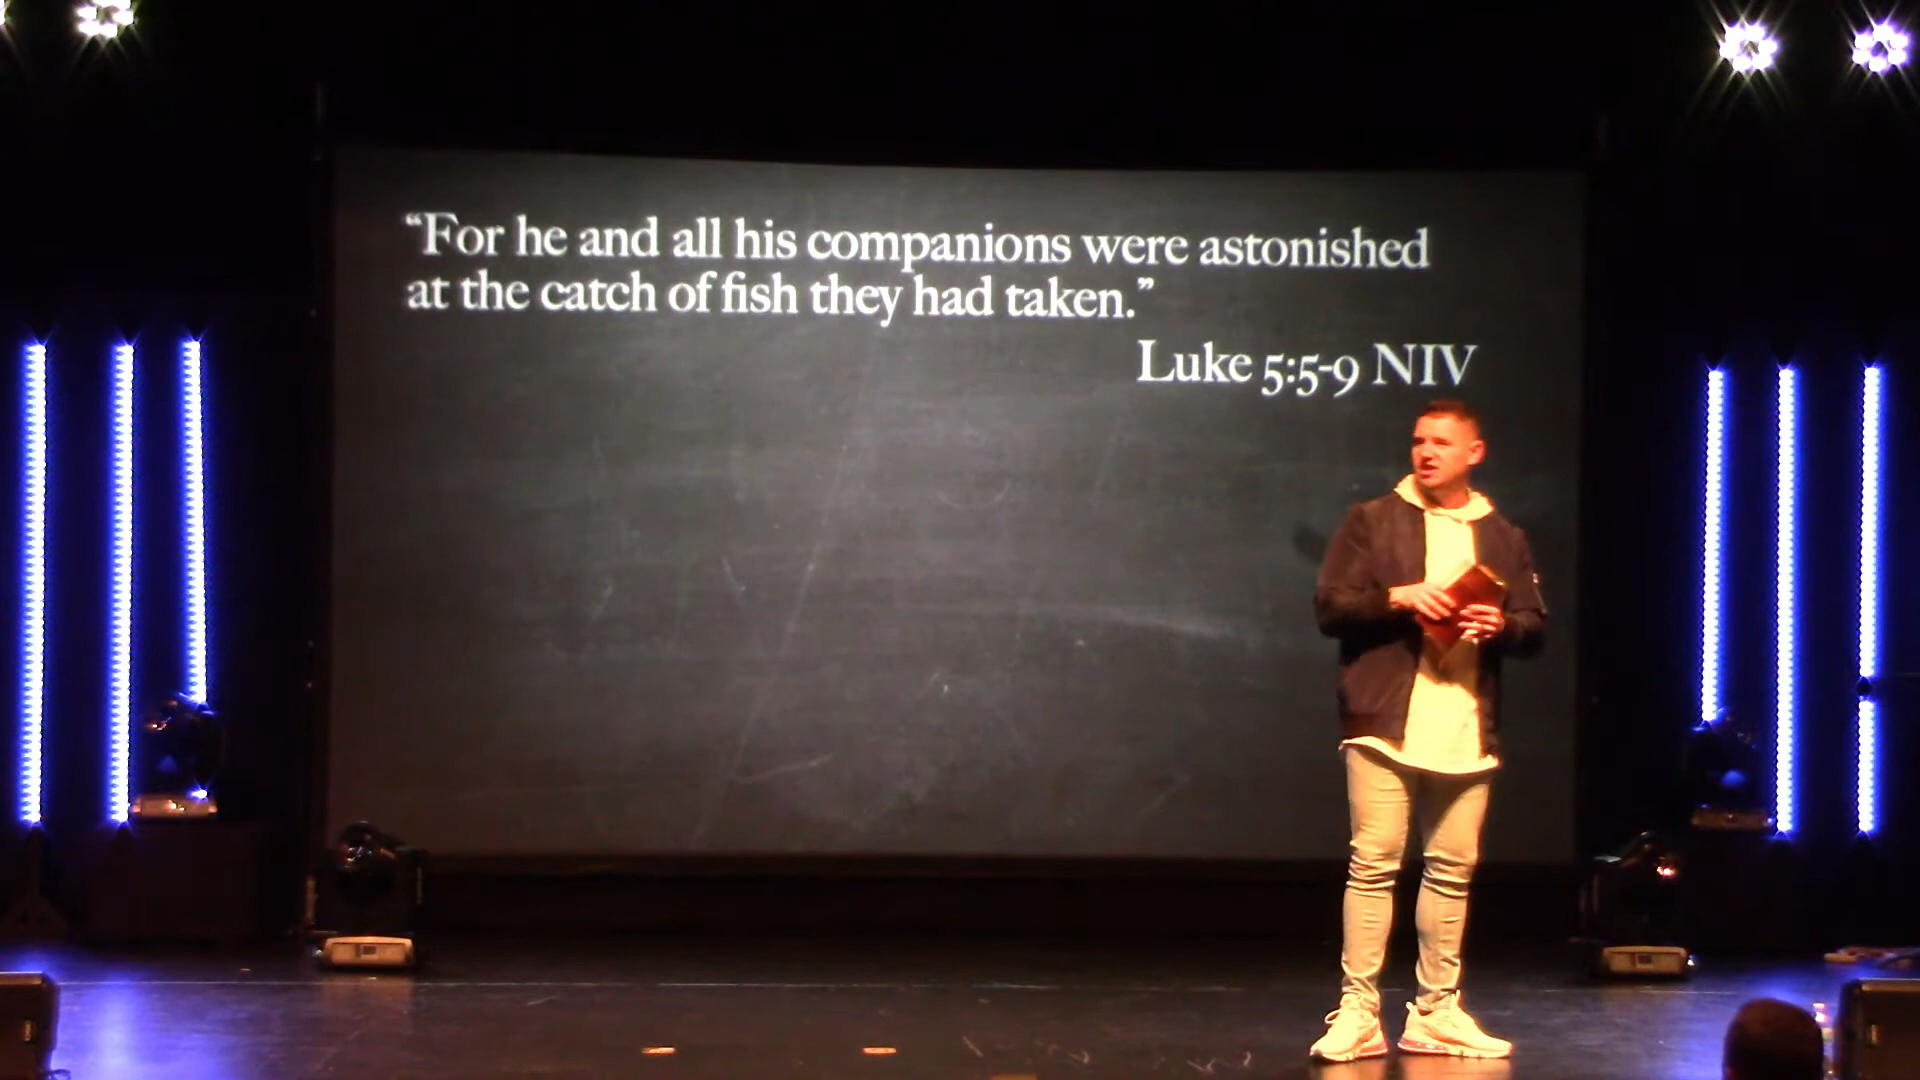 “For he and all his companions were astonished
at the catch of fish they had taken.”
Luke 5:5-9 NIV